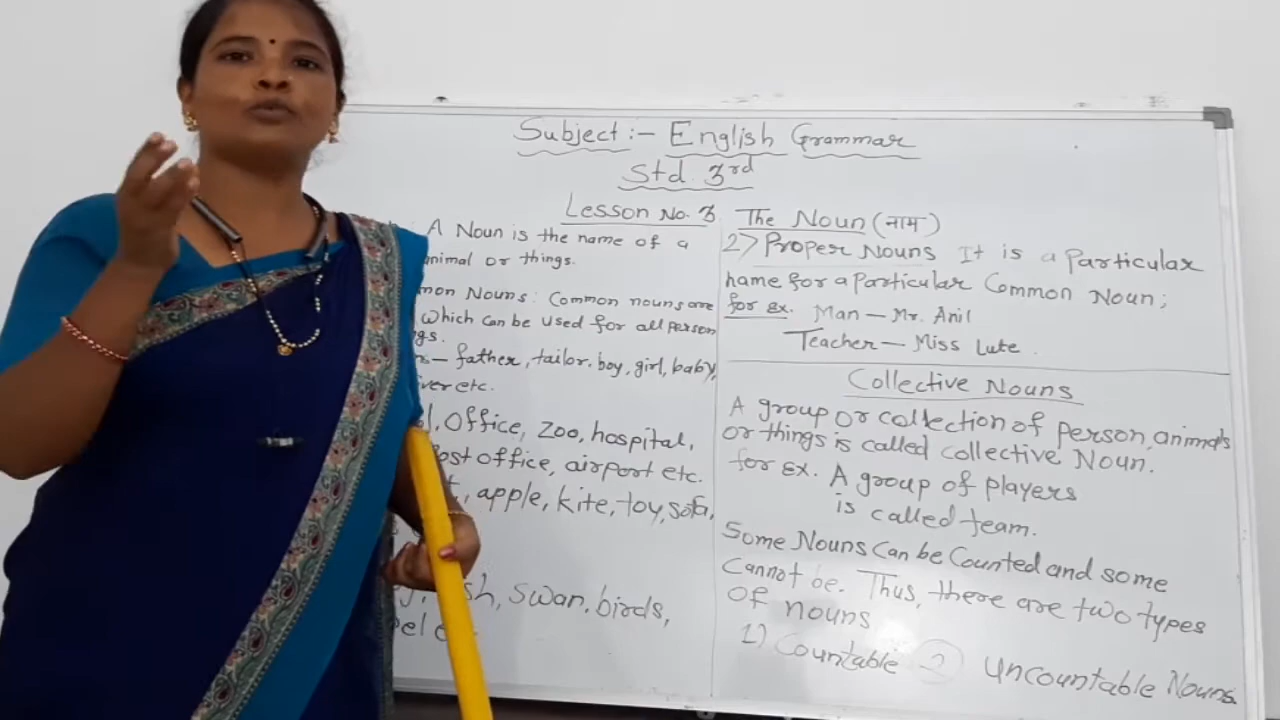 Subject :- English Grammar
Std 3rd
Lesson No. 3 The Noun (नाम)
A Noun is the name of a
nimal or things.
mon Nouns: Common nouns are
which can be used for all person
gs.
father, tailor, boy, girl, baby,
ver etc.
Office, Zoo, hospital,
Post office, airport etc.
apple, kite, toy, sofa,
sh, swan, birds,
2) Proper Nouns It is a particular
name for a particular Common Noun;
for ex. Man — Mr. Anil
Teacher — Miss Lute.
Collective Nouns
A group or collection of person, animals
or things is called collective Noun.
for ex. A group of players
is called team.
Some Nouns can be counted and some
cannot be. Thus, there are two types
of nouns
1) Countable 2 Uncountable Nouns.